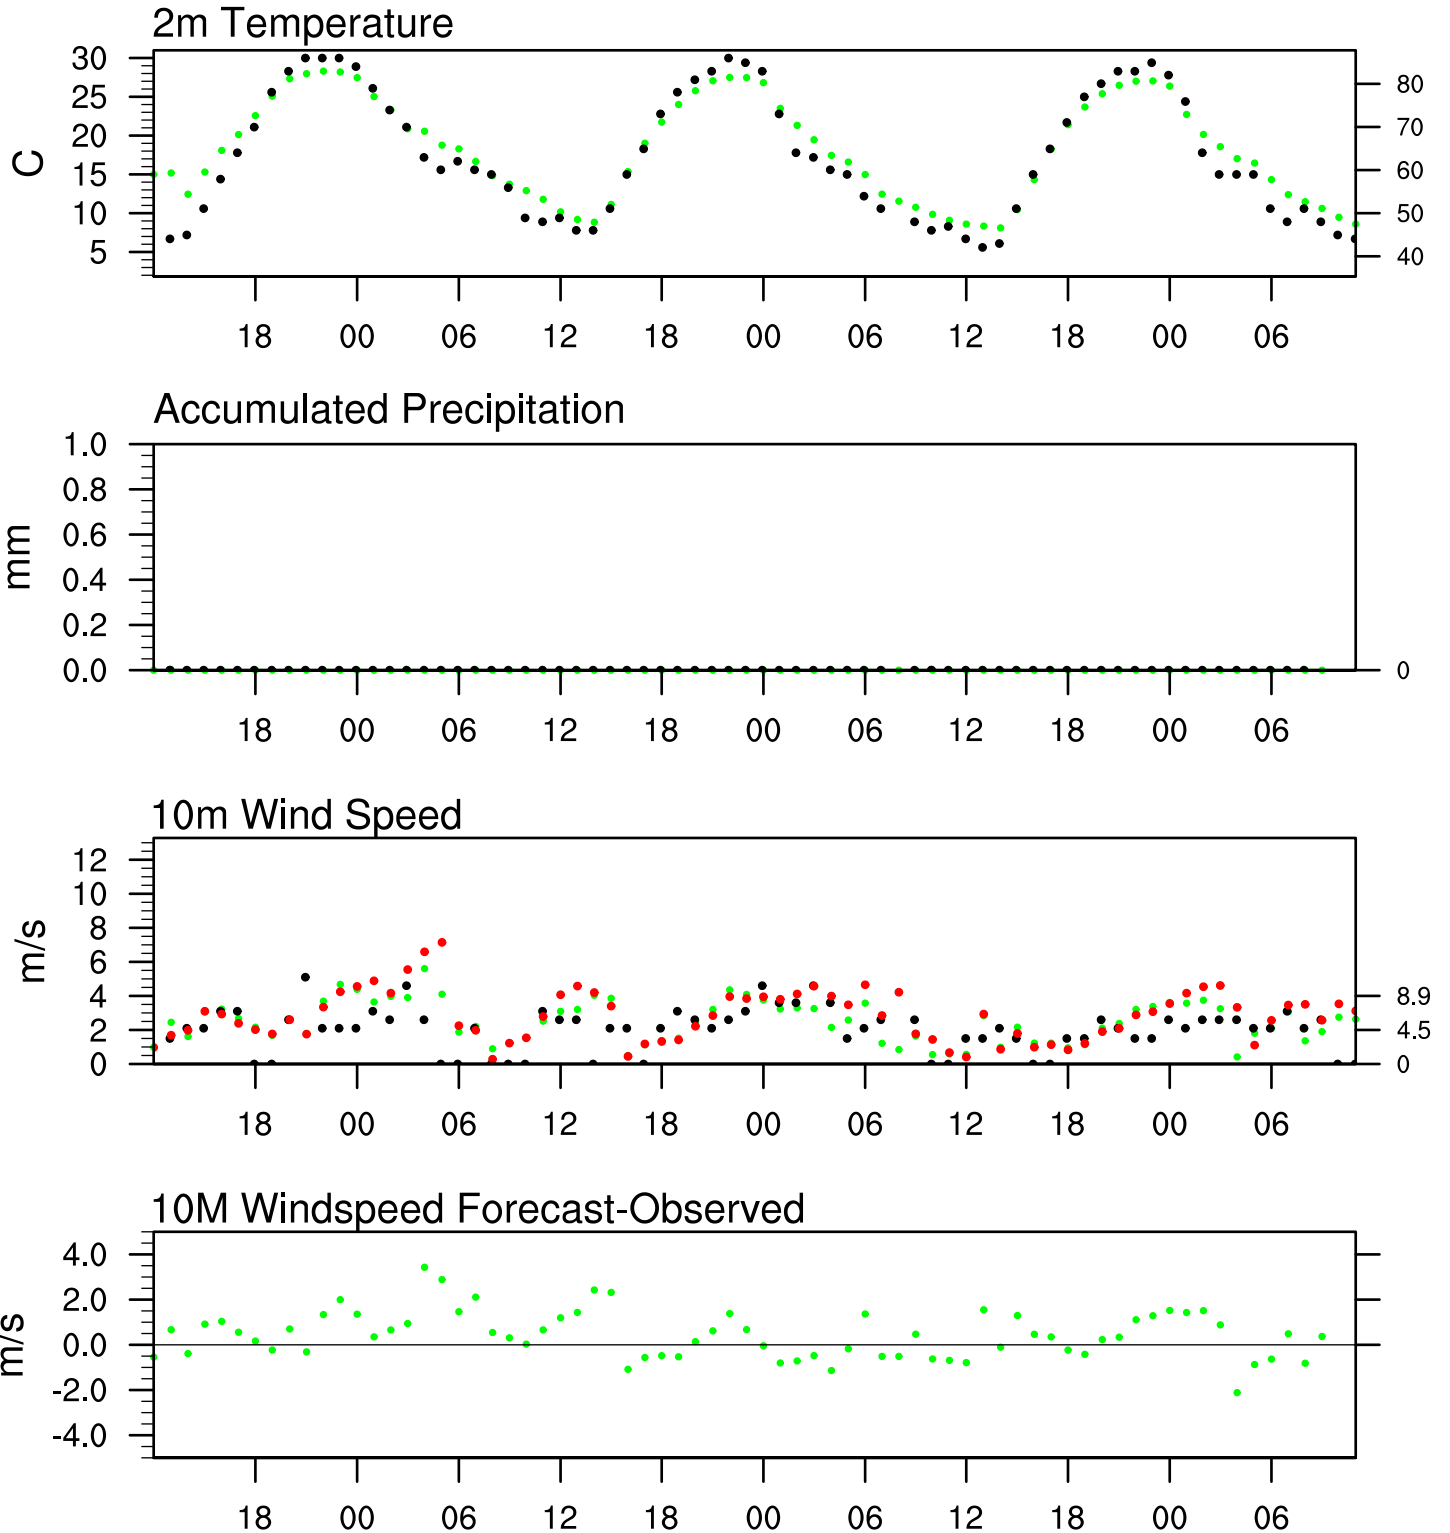 2m Temperature
30
25
20
15
10
5
C
80
70
60
50
40
18 00 06 12 18 00 06 12 18 00 06
Accumulated Precipitation
1.0
0.8
0.6
0.4
0.2
0.0
mm
0
18 00 06 12 18 00 06 12 18 00 06
10m Wind Speed
12
10
8
6
4
2
0
m/s
8.9
4.5
0
18 00 06 12 18 00 06 12 18 00 06
10M Windspeed Forecast-Observed
4.0
2.0
0.0
-2.0
-4.0
m/s
18 00 06 12 18 00 06 12 18 00 06